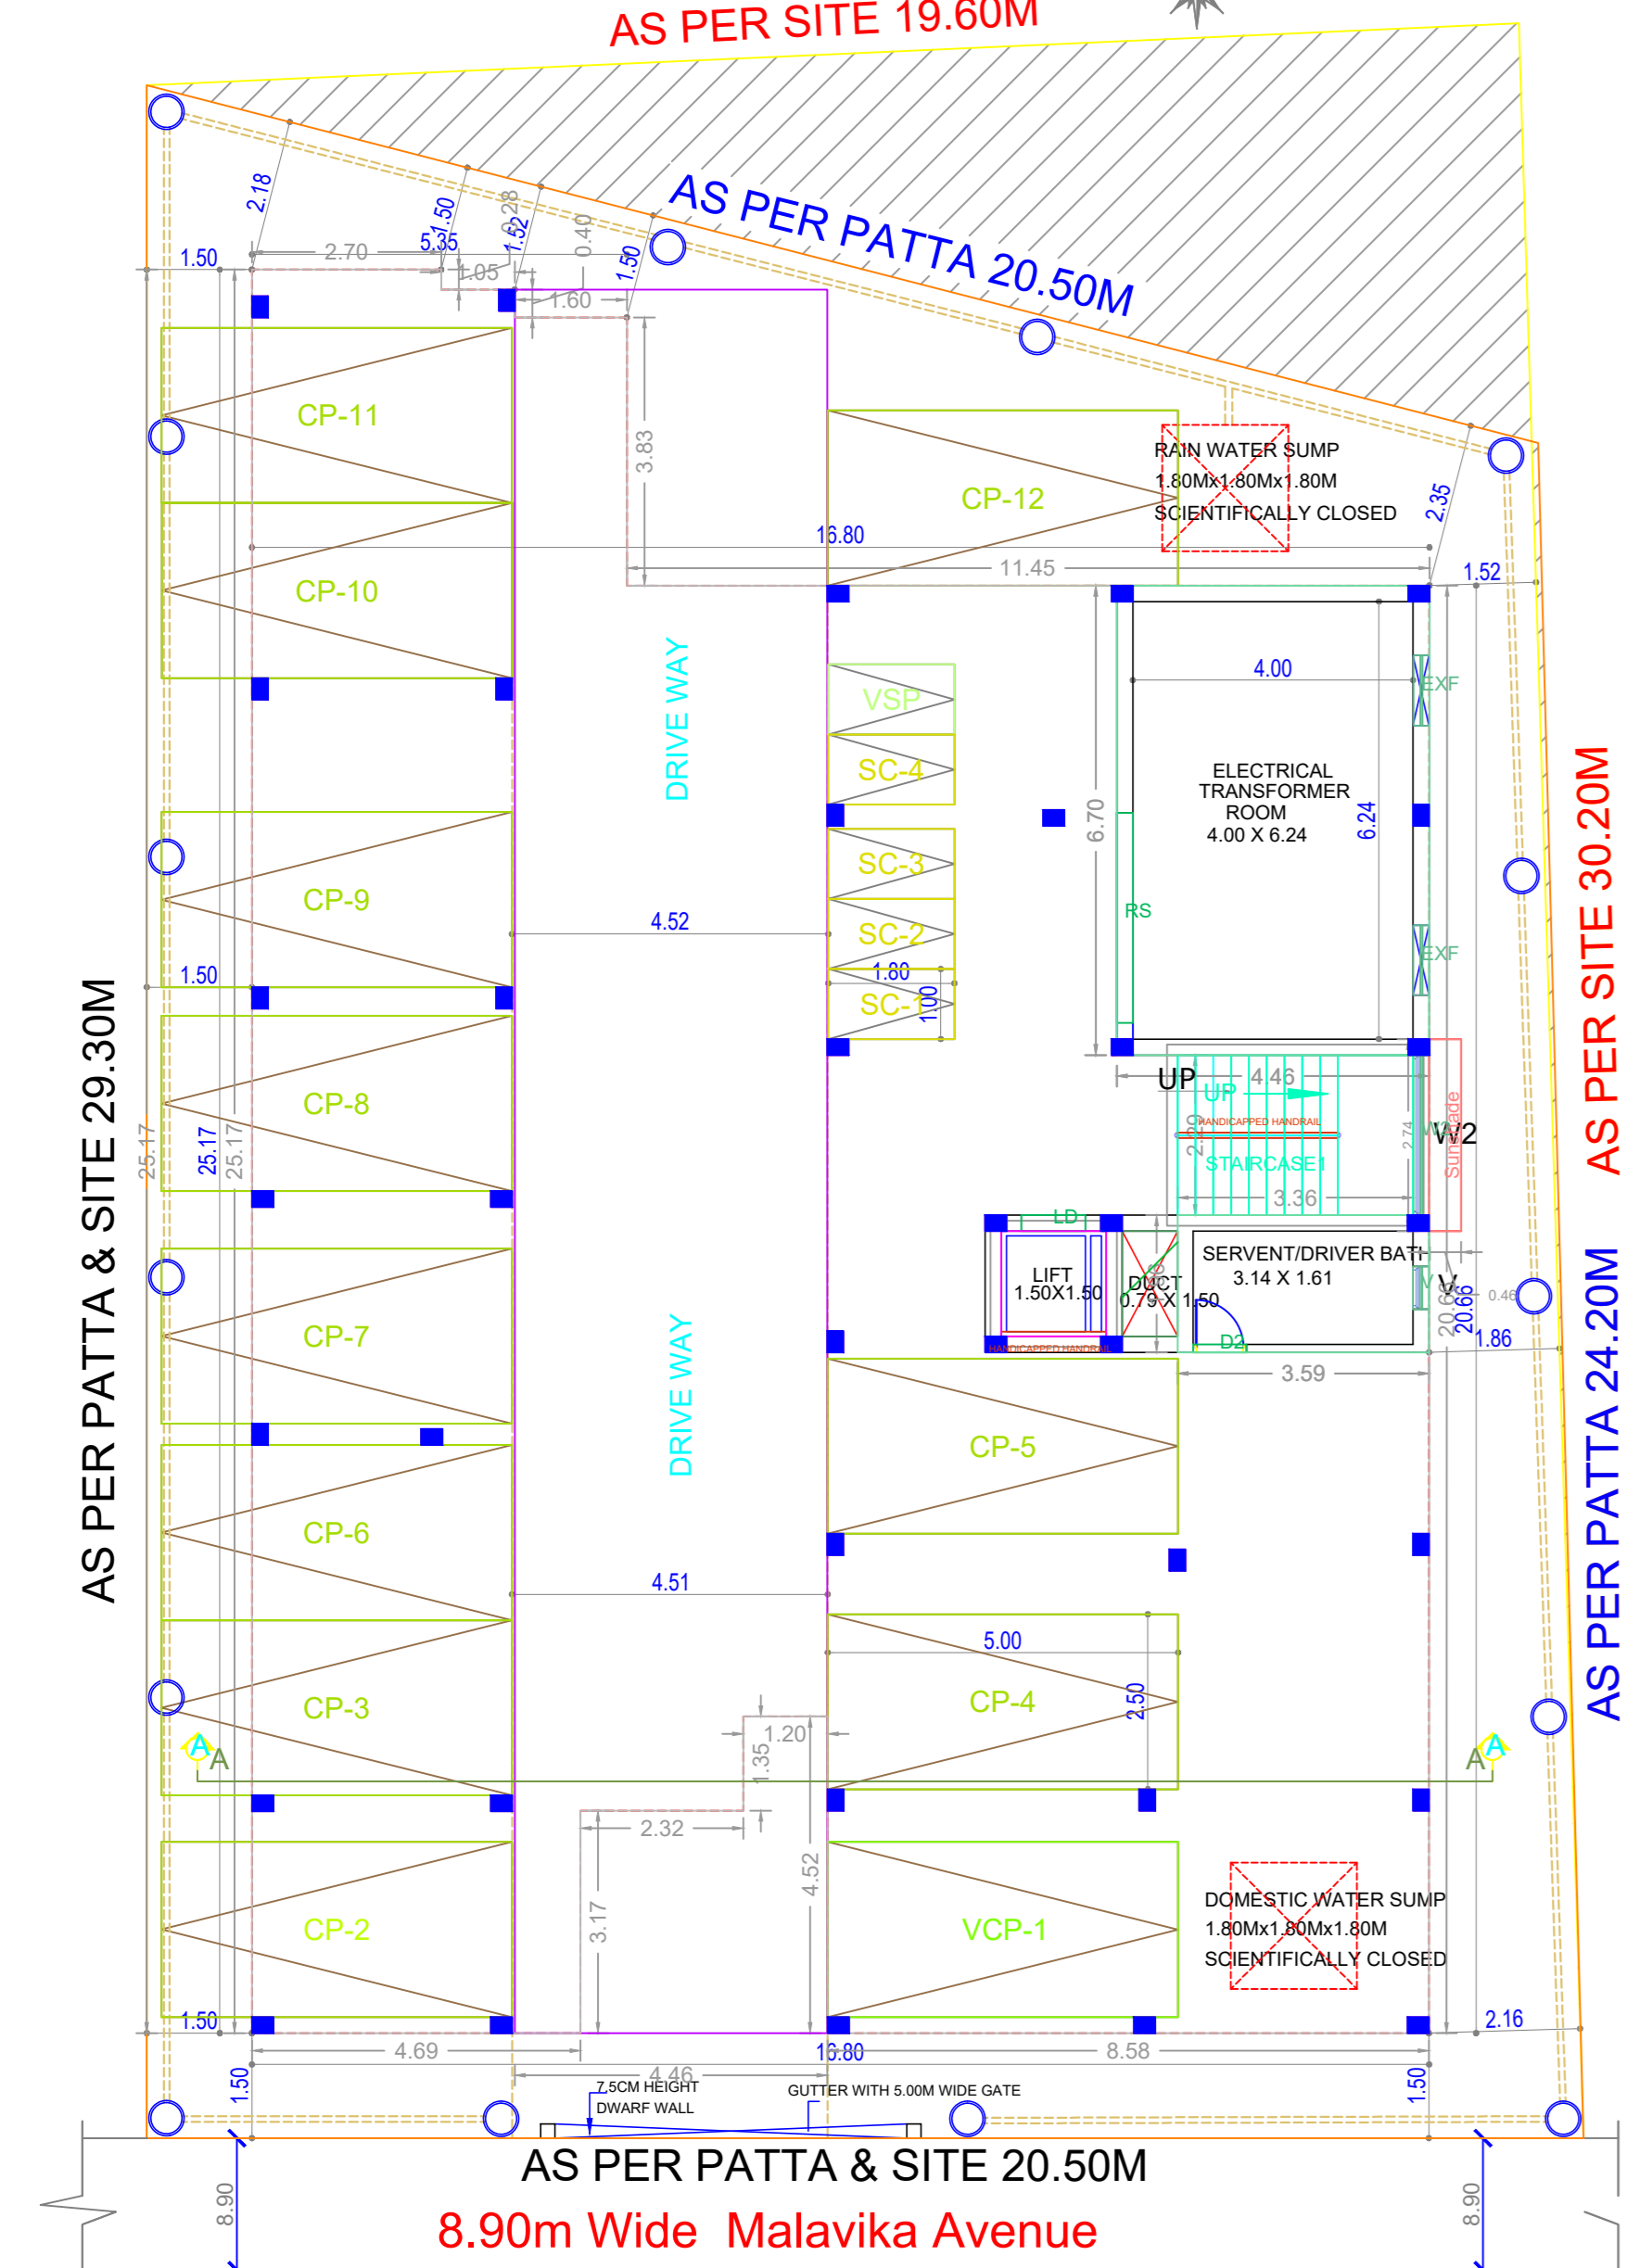 AS PER SITE 19.60M
AS PER PATTA 20.50M
2.18
1.50
0.28
1.52
0.40
1.50
1.50
2.70
5.35
1.05
1.60
3.83
CP-11
CP-10
CP-12
RAIN WATER SUMP
1.80Mx1.80Mx1.80M
SCIENTIFICALLY CLOSED
2.35
16.80
11.45
1.52
DRIVE WAY
VSP
SC-4
SC-3
SC-2
SC-1
1.80
1.00
6.70
4.00
6.24
EXF
EXF
ELECTRICAL
TRANSFORMER
ROOM
4.00 X 6.24
RS
CP-9
4.52
1.50
AS PER PATTA & SITE 29.30M
AS PER SITE 30.20M
AS PER PATTA 24.20M
25.17
25.17
25.17
CP-8
UP
4.46
UP
HANDICAPPED HANDRAIL
2.29
STAIRCASE1
2.74
W2
W2
Sunshade
3.36
LD
LIFT
1.50X1.50
DUCT
0.79 X 1.50
HANDICAPPED HANDRAIL
SERVENT/DRIVER BATH
3.14 X 1.61
V
V
D2
20.66
20.66
0.46
1.86
3.59
CP-7
DRIVE WAY
CP-5
CP-6
4.51
CP-3
5.00
CP-4
2.50
1.20
1.35
A
A
A
A
2.32
4.52
3.17
CP-2
VCP-1
DOMESTIC WATER SUMP
1.80Mx1.80Mx1.80M
SCIENTIFICALLY CLOSED
1.50
2.16
4.69
16.80
8.58
4.46
1.50
1.50
7.5CM HEIGHT
DWARF WALL
GUTTER WITH 5.00M WIDE GATE
AS PER PATTA & SITE 20.50M
8.90
8.90
8.90m Wide Malavika Avenue